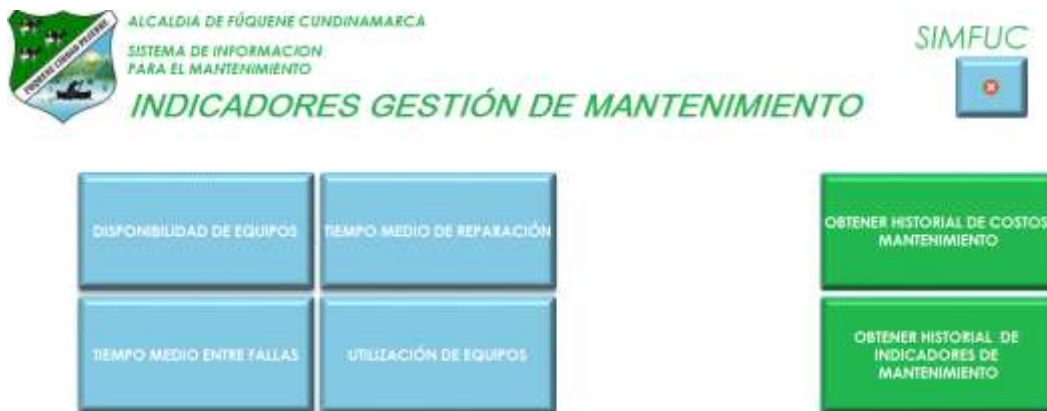 ALCALDIA DE FÚQUENE CUNDINAMARCA
SISTEMA DE INFORMACION
PARA EL MANTENIMIENTO
SIMFUC
INDICADORES GESTIÓN DE MANTENIMIENTO
DISPONIBILIDAD DE EQUIPOS
TIEMPO MEDIO DE REPARACIÓN
OBTENER HISTORIAL DE COSTOS
MANTENIMIENTO
TIEMPO MEDIO ENTRE FALLAS
UTILIZACIÓN DE EQUIPOS
OBTENER HISTORIAL DE
INDICADORES DE
MANTENIMIENTO